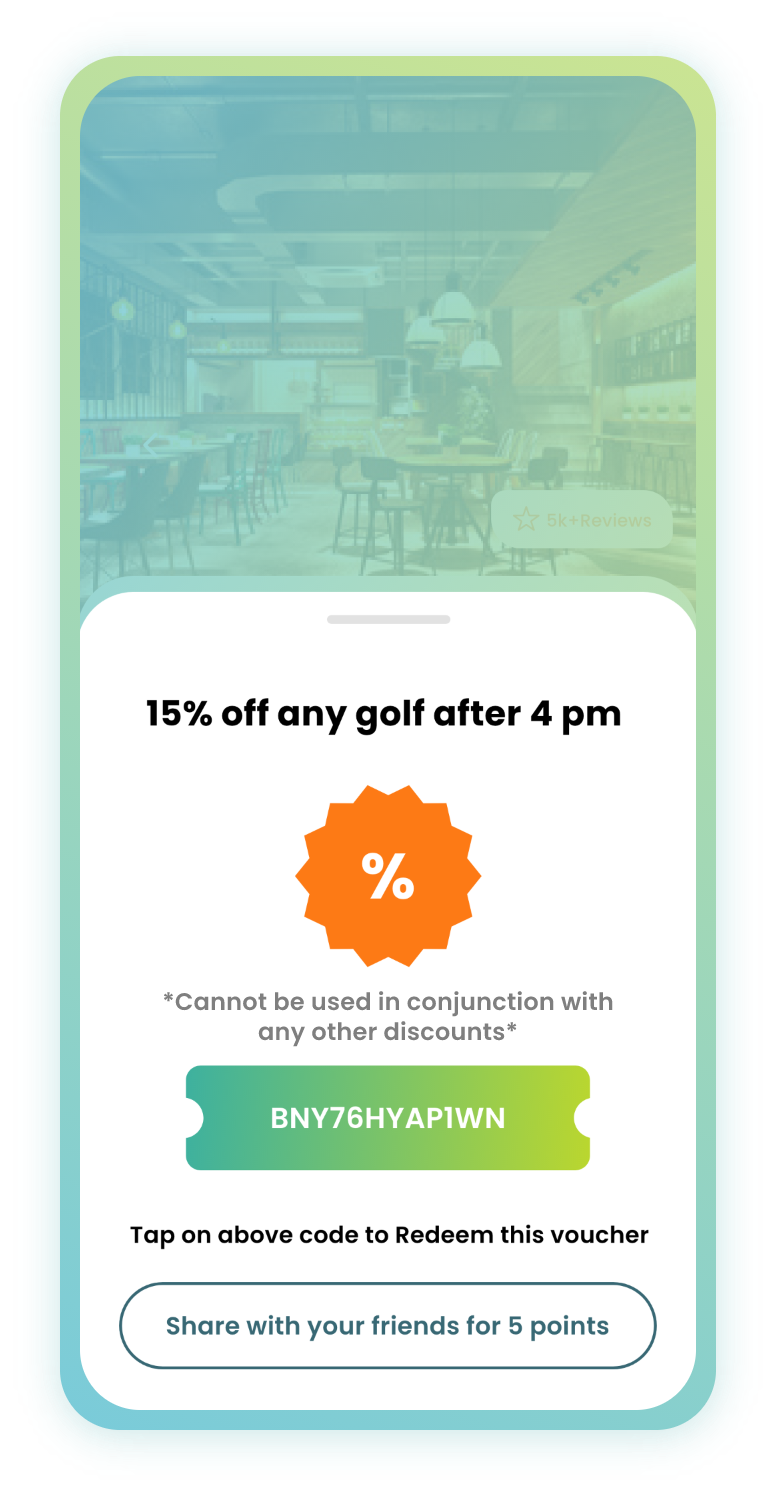 5k+Reviews
15% off any golf after 4 pm
%
*Cannot be used in conjunction with
any other discounts*
BNY76HYAP1WN
Tap on above code to Redeem this voucher
Share with your friends for 5 points